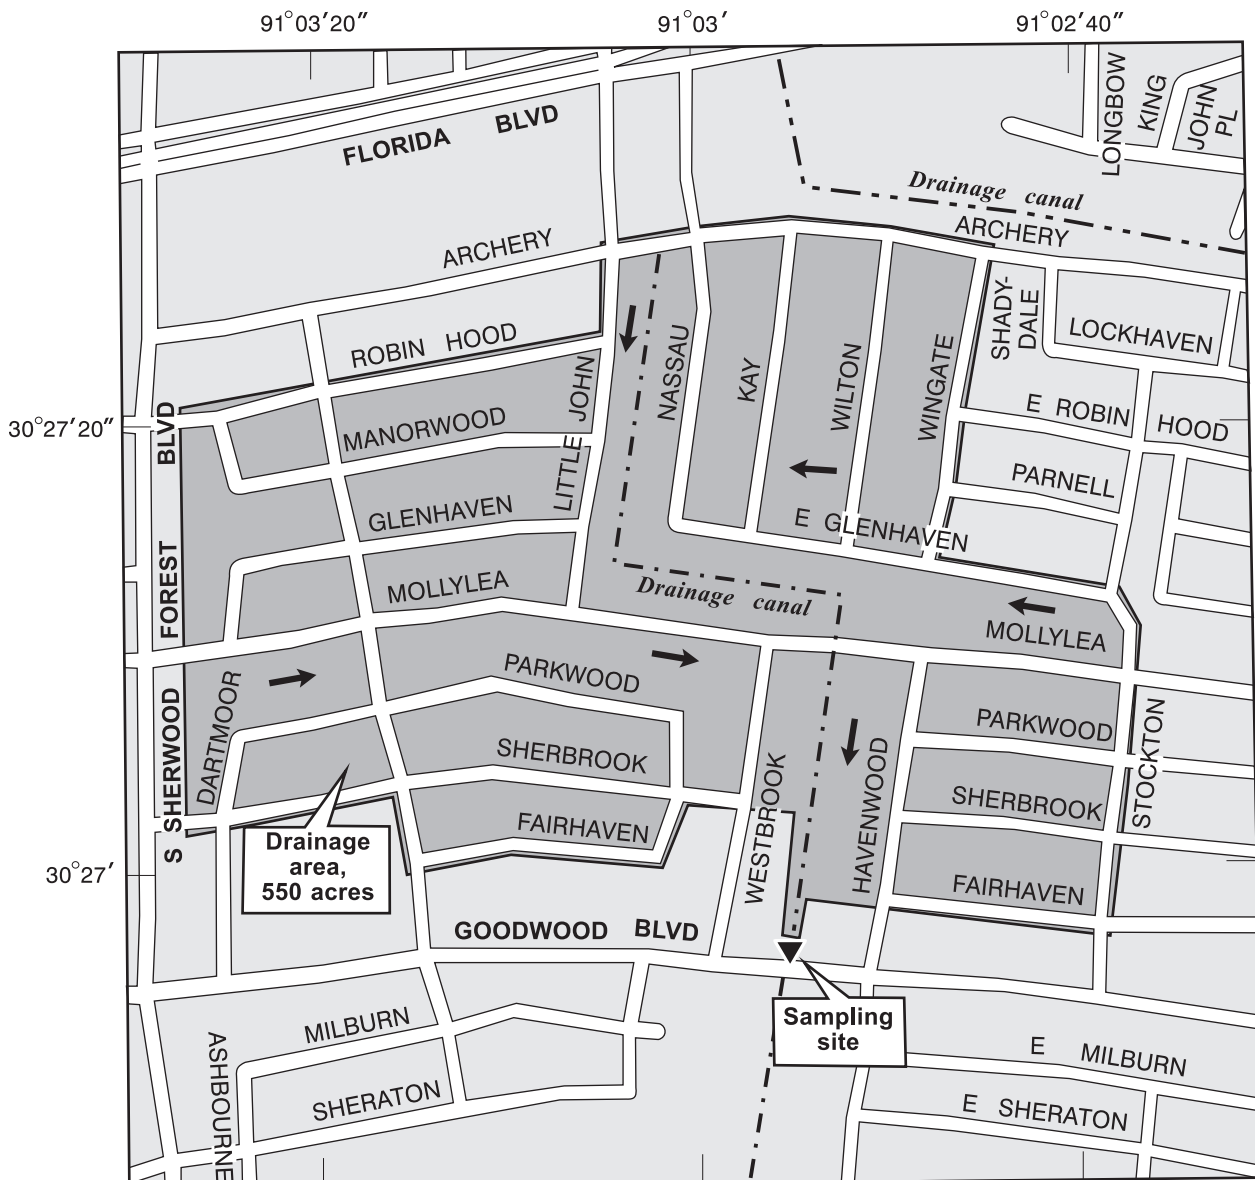 91°03'20"
91°03'
91°02'40"
FLORIDA BLVD
LONGBOW
KING
JOHN
PL
Drainage canal
ARCHERY
ARCHERY
ROBIN HOOD
SHADY-
DALE
LOCKHAVEN
LITTLE JOHN
NASSAU
KAY
WILTON
WINGATE
30°27'20"
MANORWOOD
E ROBIN HOOD
PARNELL
GLENHAVEN
E GLENHAVEN
S SHERWOOD FOREST BLVD
MOLLYLEA
Drainage canal
MOLLYLEA
DARTMOOR
PARKWOOD
PARKWOOD
STOCKTON
SHERBROOK
WESTBROOK
HAVENWOOD
SHERBROOK
FAIRHAVEN
Drainage
area,
550 acres
30°27'
FAIRHAVEN
GOODWOOD BLVD
Sampling
site
MILBURN
E MILBURN
ASHBOURNE
SHERATON
E SHERATON